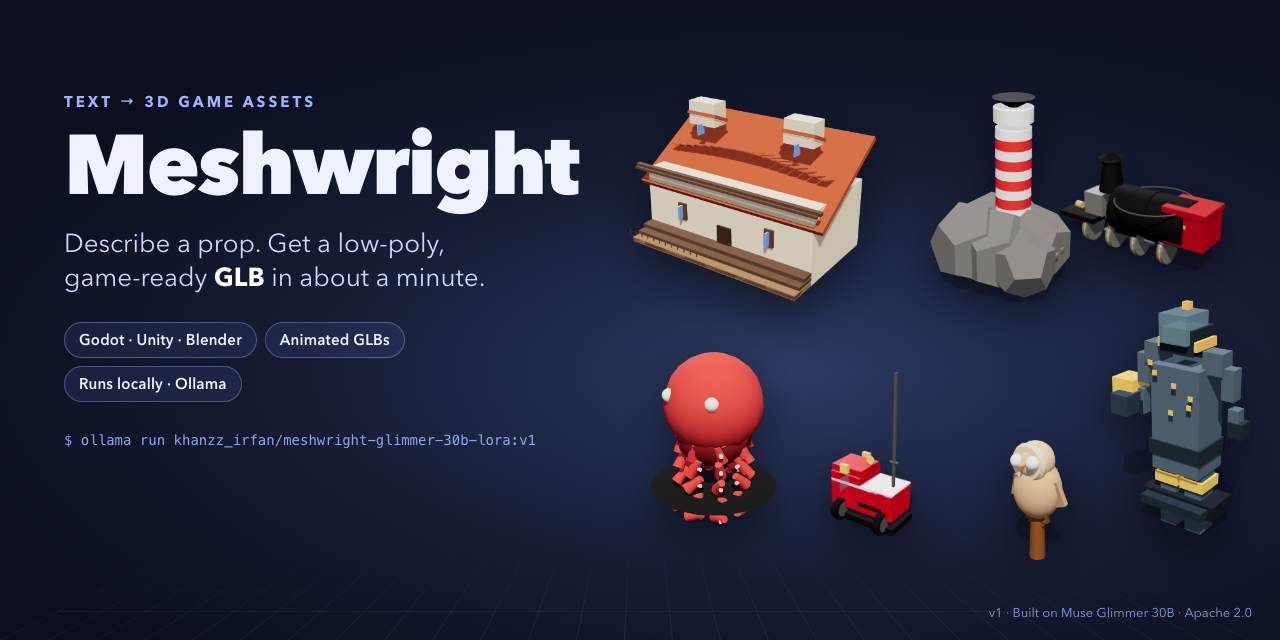 TEXT → 3D GAME ASSETS
Meshwright
Describe a prop. Get a low-poly,
game-ready GLB in about a minute.
Godot · Unity · Blender
Animated GLBs
Runs locally · Ollama
$ ollama run khanzz_irfan/meshwright-glimmer-30b-lora:v1
v1 · Built on Muse Glimmer 30B · Apache 2.0